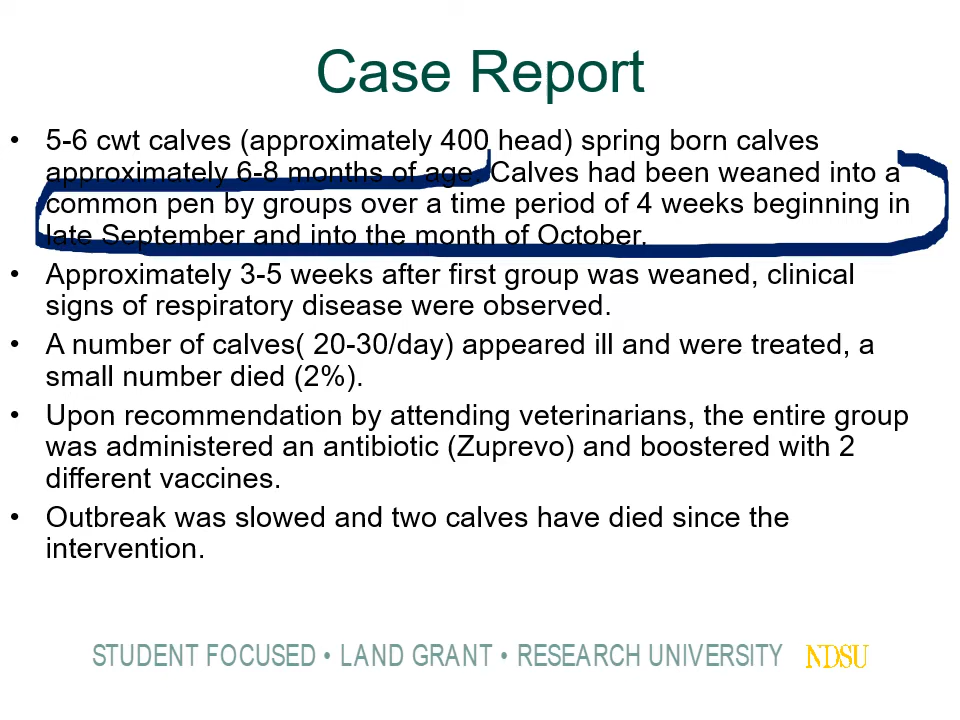 Case Report
• 5-6 cwt calves (approximately 400 head) spring born calves
approximately 6-8 months of age. Calves had been weaned into a
common pen by groups over a time period of 4 weeks beginning in
late September and into the month of October.
• Approximately 3-5 weeks after first group was weaned, clinical
signs of respiratory disease were observed.
• A number of calves( 20-30/day) appeared ill and were treated, a
small number died (2%).
• Upon recommendation by attending veterinarians, the entire group
was administered an antibiotic (Zuprevo) and boostered with 2
different vaccines.
• Outbreak was slowed and two calves have died since the
intervention.
STUDENT FOCUSED • LAND GRANT • RESEARCH UNIVERSITY NDSU